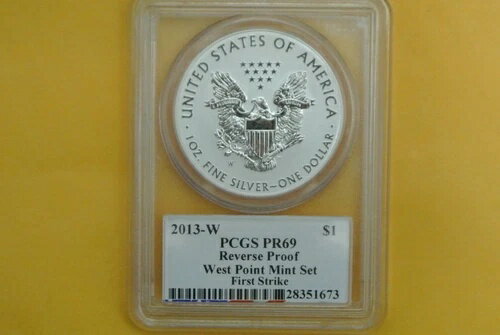 UNITED STATES OF AMERICA
W
1 OZ. FINE SILVER~ONE DOLLAR
2013-W $1
PCGS PR69
Reverse Proof
West Point Mint Set
First Strike
28351673